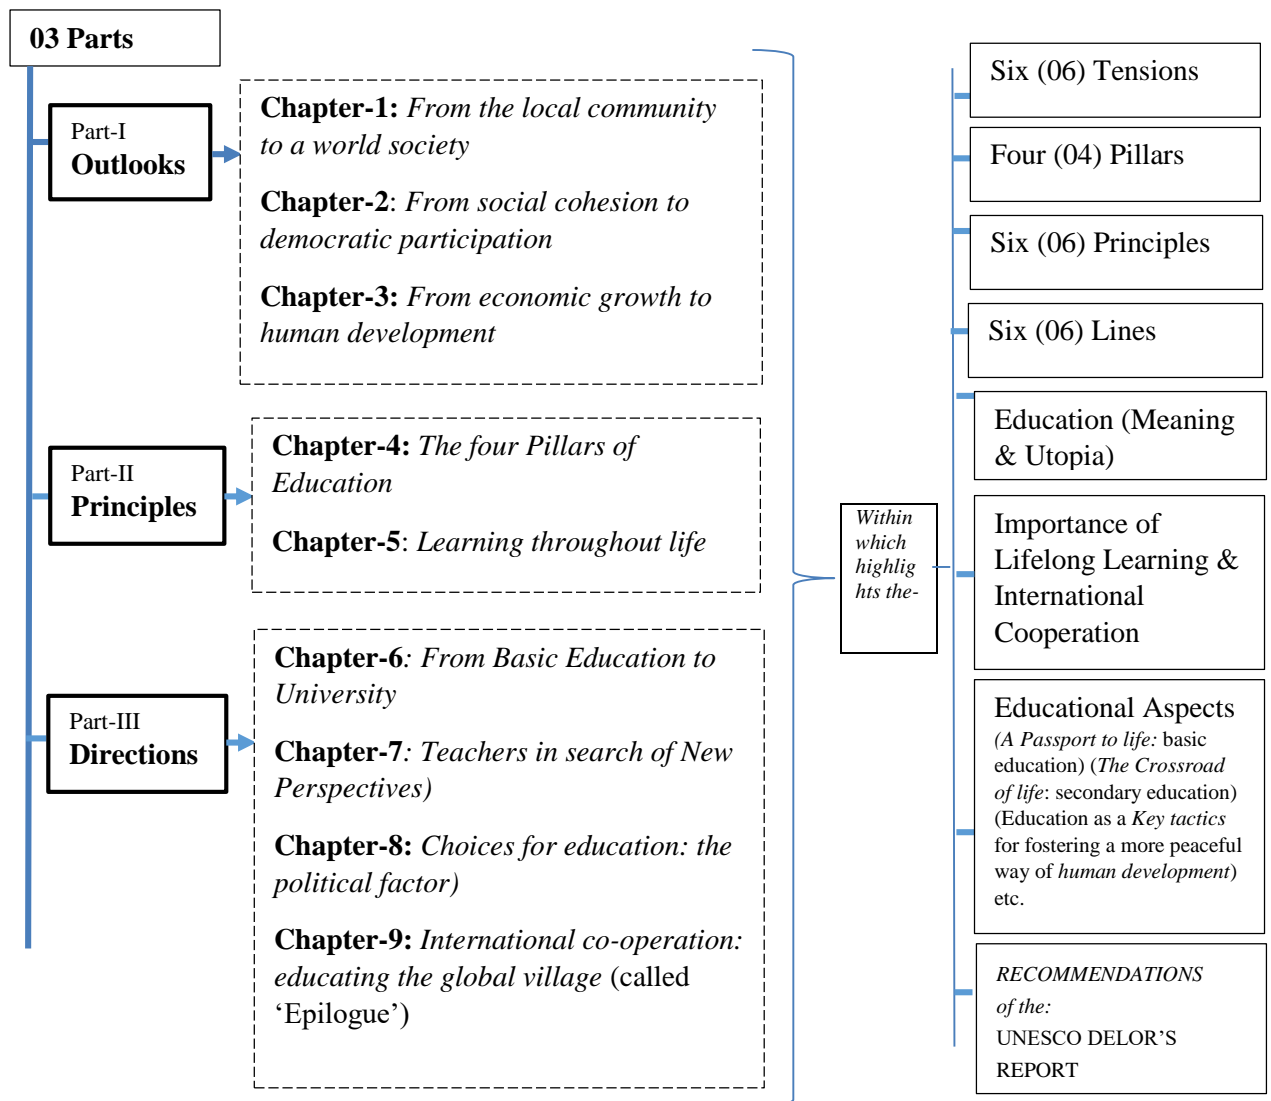 03 Parts
Part-I
Outlooks
Chapter-1: From the local community
to a world society
Chapter-2: From social cohesion to
democratic participation
Chapter-3: From economic growth to
human development
Part-II
Principles
Chapter-4: The four Pillars of
Education
Chapter-5: Learning throughout life
Part-III
Directions
Chapter-6: From Basic Education to
University
Chapter-7: Teachers in search of New
Perspectives)
Chapter-8: Choices for education: the
political factor)
Chapter-9: International co-operation:
educating the global village (called
‘Epilogue’)
Within
which
highlig
hts the-
Six (06) Tensions
Four (04) Pillars
Six (06) Principles
Six (06) Lines
Education (Meaning
& Utopia)
Importance of
Lifelong Learning &
International
Cooperation
Educational Aspects
(A Passport to life: basic
education) (The Crossroad
of life: secondary education)
(Education as a Key tactics
for fostering a more peaceful
way of human development)
etc.
RECOMMENDATIONS
of the:
UNESCO DELOR’S
REPORT